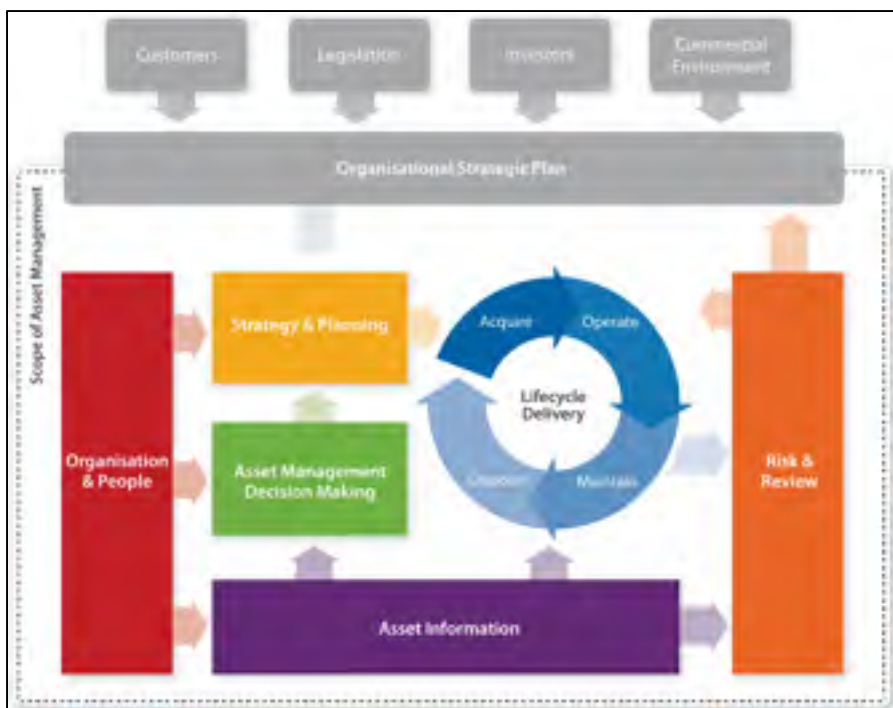 Customers
Legislation
Investors
Commercial
Environment
Organisational Strategic Plan
Scope of Asset Management
Strategy & Planning
Acquire
Operate
Lifecycle
Delivery
Organisation
& People
Asset Management
Decision Making
Maintain
Risk &
Review
Asset Information